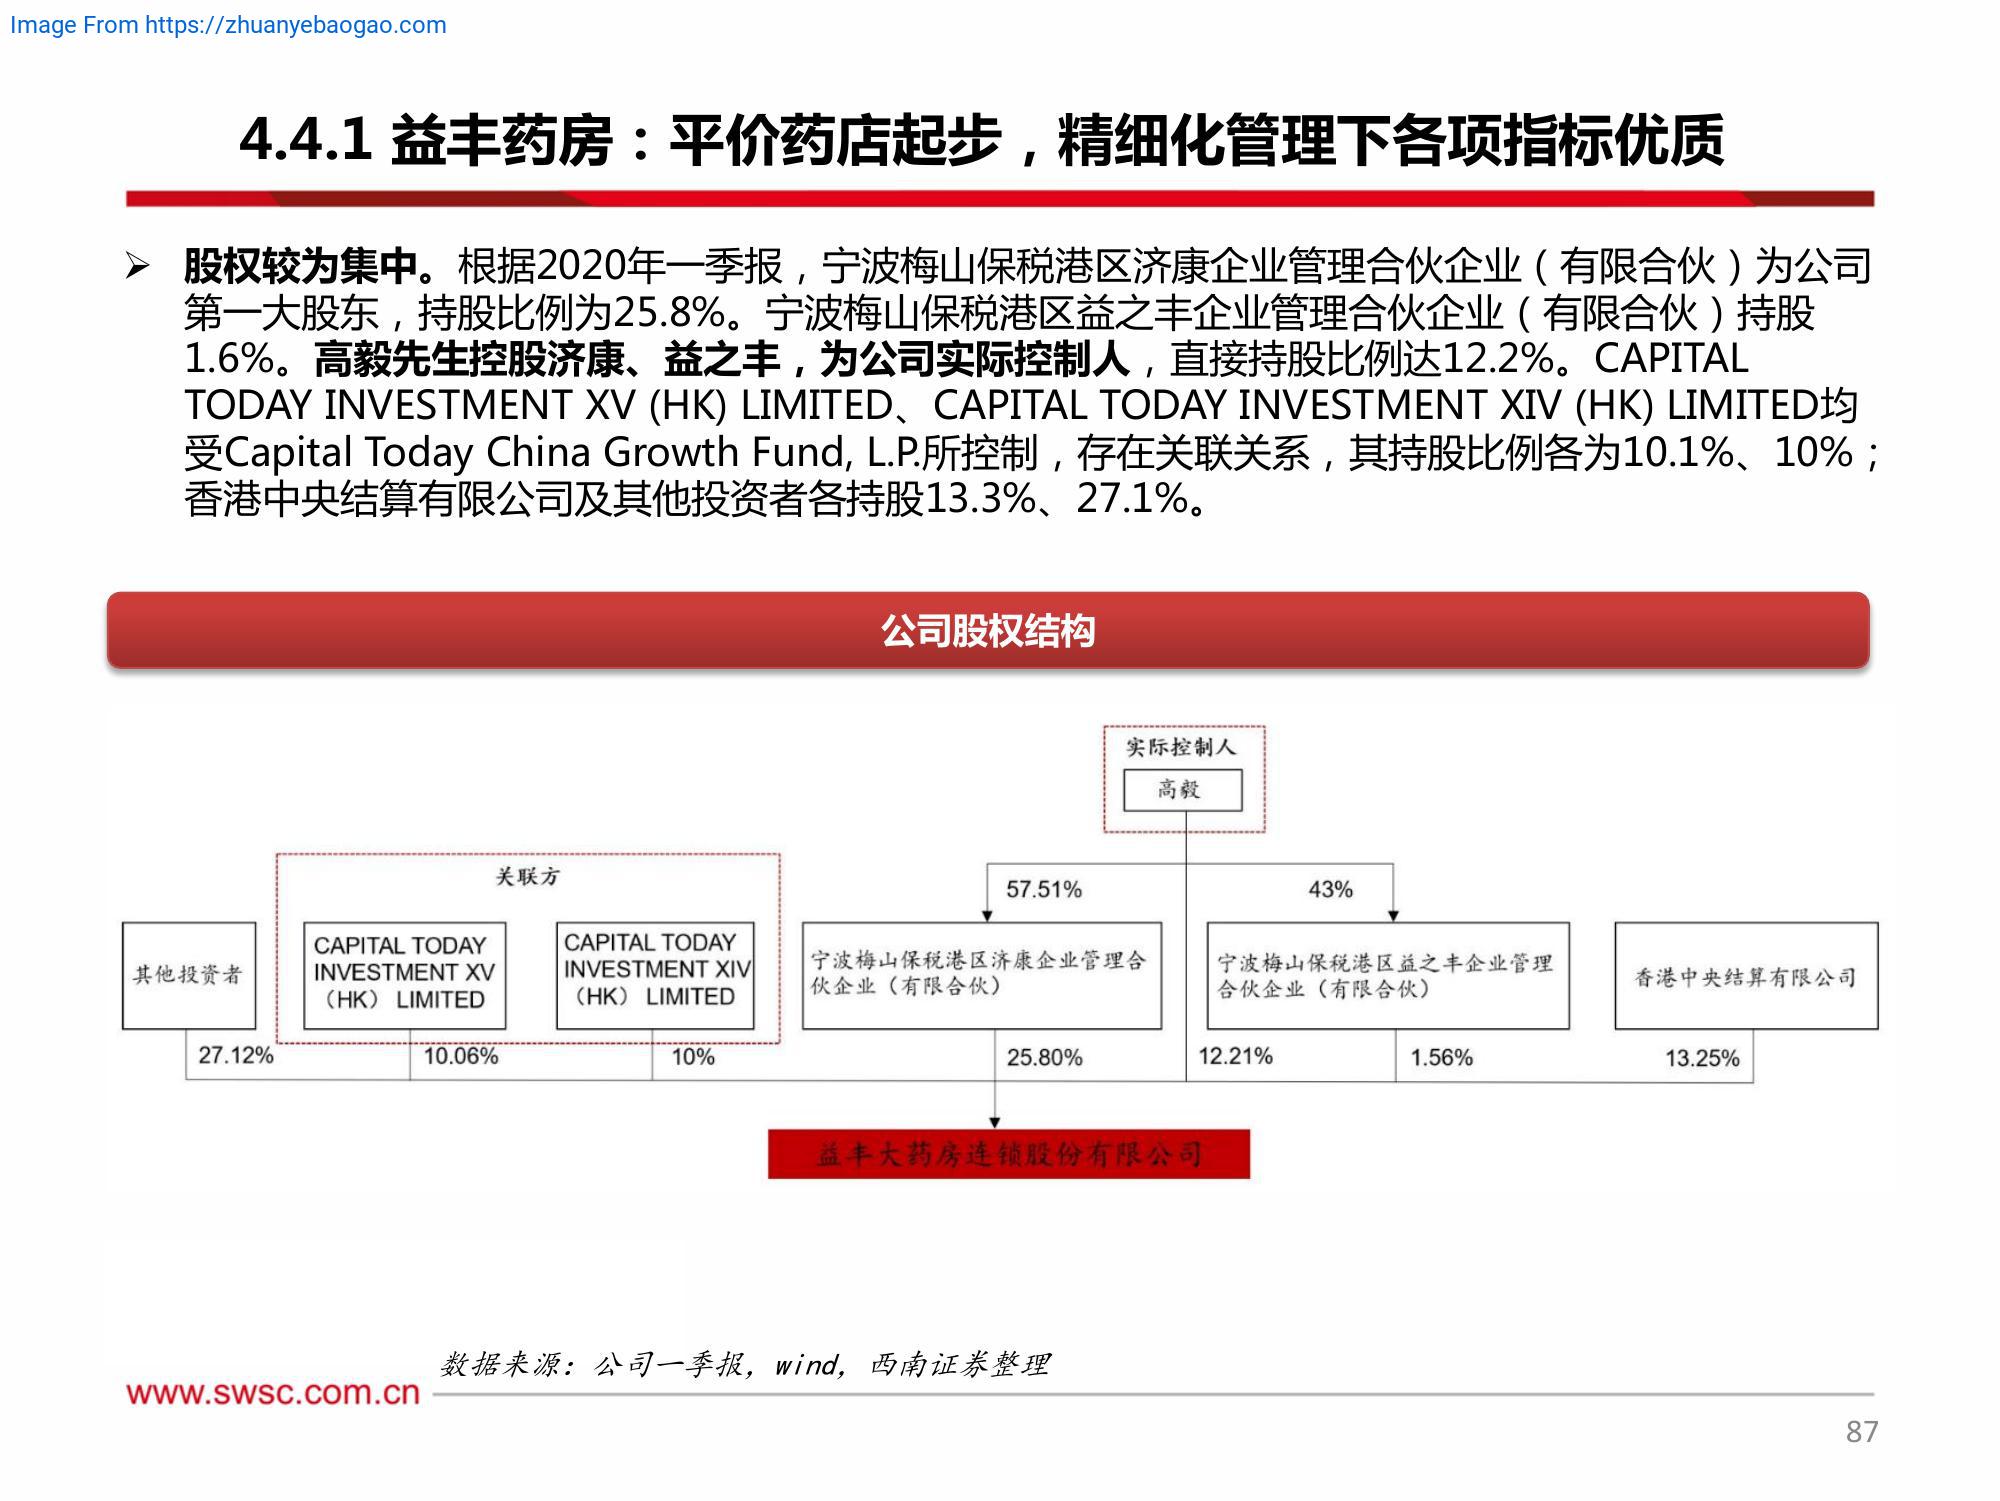 Image From https://zhuanyebaogao.com
4.4.1 益丰药房：平价药店起步，精细化管理下各项指标优质
➢ 股权较为集中。根据2020年一季报，宁波梅山保税港区济康企业管理合伙企业（有限合伙）为公司
第一大股东，持股比例为25.8%。宁波梅山保税港区益之丰企业管理合伙企业（有限合伙）持股
1.6%。高毅先生控股济康、益之丰，为公司实际控制人，直接持股比例达12.2%。CAPITAL
TODAY INVESTMENT XV (HK) LIMITED、CAPITAL TODAY INVESTMENT XIV (HK) LIMITED均
受Capital Today China Growth Fund, L.P.所控制，存在关联关系，其持股比例各为10.1%、10%；
香港中央结算有限公司及其他投资者各持股13.3%、27.1%。
公司股权结构
实际控制人
高毅
57.51%
43%
关联方
其他投资者
CAPITAL TODAY
INVESTMENT XV
（HK） LIMITED
CAPITAL TODAY
INVESTMENT XIV
（HK） LIMITED
宁波梅山保税港区济康企业管理合
伙企业（有限合伙）
宁波梅山保税港区益之丰企业管理
合伙企业（有限合伙）
香港中央结算有限公司
27.12%
10.06%
10%
25.80%
12.21%
1.56%
13.25%
益丰大药房连锁股份有限公司
数据来源：公司一季报，wind，西南证券整理
www.swsc.com.cn
87